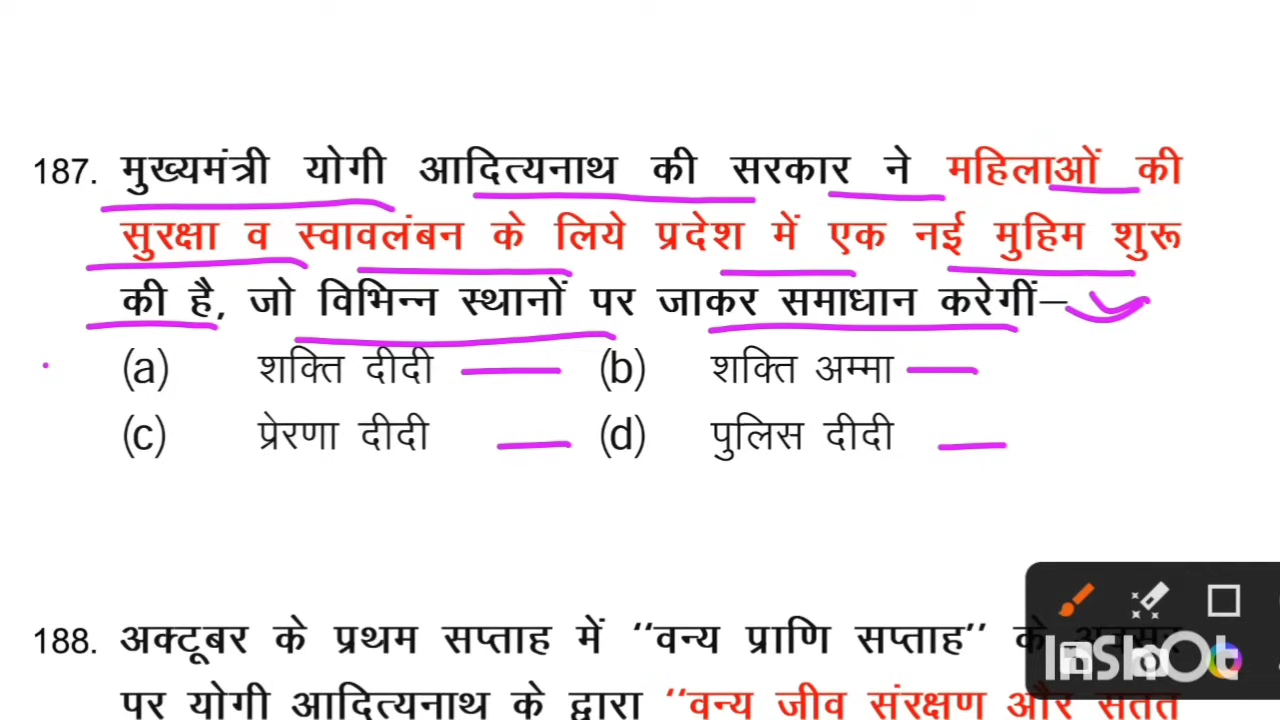 187. मुख्यमंत्री योगी आदित्यनाथ की सरकार ने महिलाओं की
सुरक्षा व स्वावलंबन के लिये प्रदेश में एक नई मुहिम शुरू
की है, जो विभिन्न स्थानों पर जाकर समाधान करेगीं–
(a) शक्ति दीदी (b) शक्ति अम्मा
(c) प्रेरणा दीदी (d) पुलिस दीदी
188. अक्टूबर के प्रथम सप्ताह में ‘‘वन्य प्राणि सप्ताह’’ के
पर योगी आदित्यनाथ के द्वारा ‘‘वन्य जीव संरक्षण और सतत
InShOt